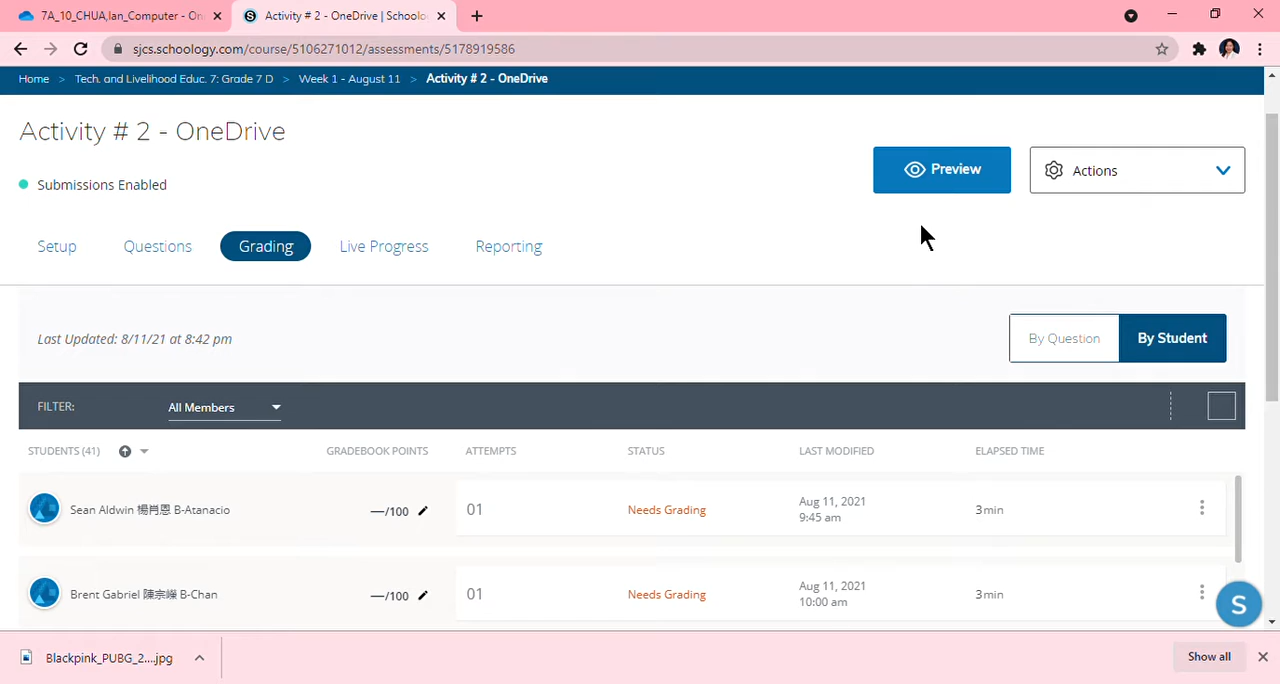 7A_10_CHUA,Ian_Computer - On
Activity # 2 - OneDrive | Schoolo
sjcs.schoology.com/course/5106271012/assessments/5178919586
Home > Tech. and Livelihood Educ. 7: Grade 7 D > Week 1 - August 11 > Activity # 2 - OneDrive
Activity # 2 - OneDrive
Preview
Actions
Submissions Enabled
Setup
Questions
Grading
Live Progress
Reporting
Last Updated: 8/11/21 at 8:42 pm
By Question
By Student
FILTER:
All Members
STUDENTS (41)
GRADEBOOK POINTS
ATTEMPTS
STATUS
LAST MODIFIED
ELAPSED TIME
Sean Aldwin 楊肖恩 B-Atanacio
—/100
01
Needs Grading
Aug 11, 2021
9:45 am
3min
Brent Gabriel 陳宗嶸 B-Chan
—/100
01
Needs Grading
Aug 11, 2021
10:00 am
3min
S
Blackpink_PUBG_2....jpg
Show all